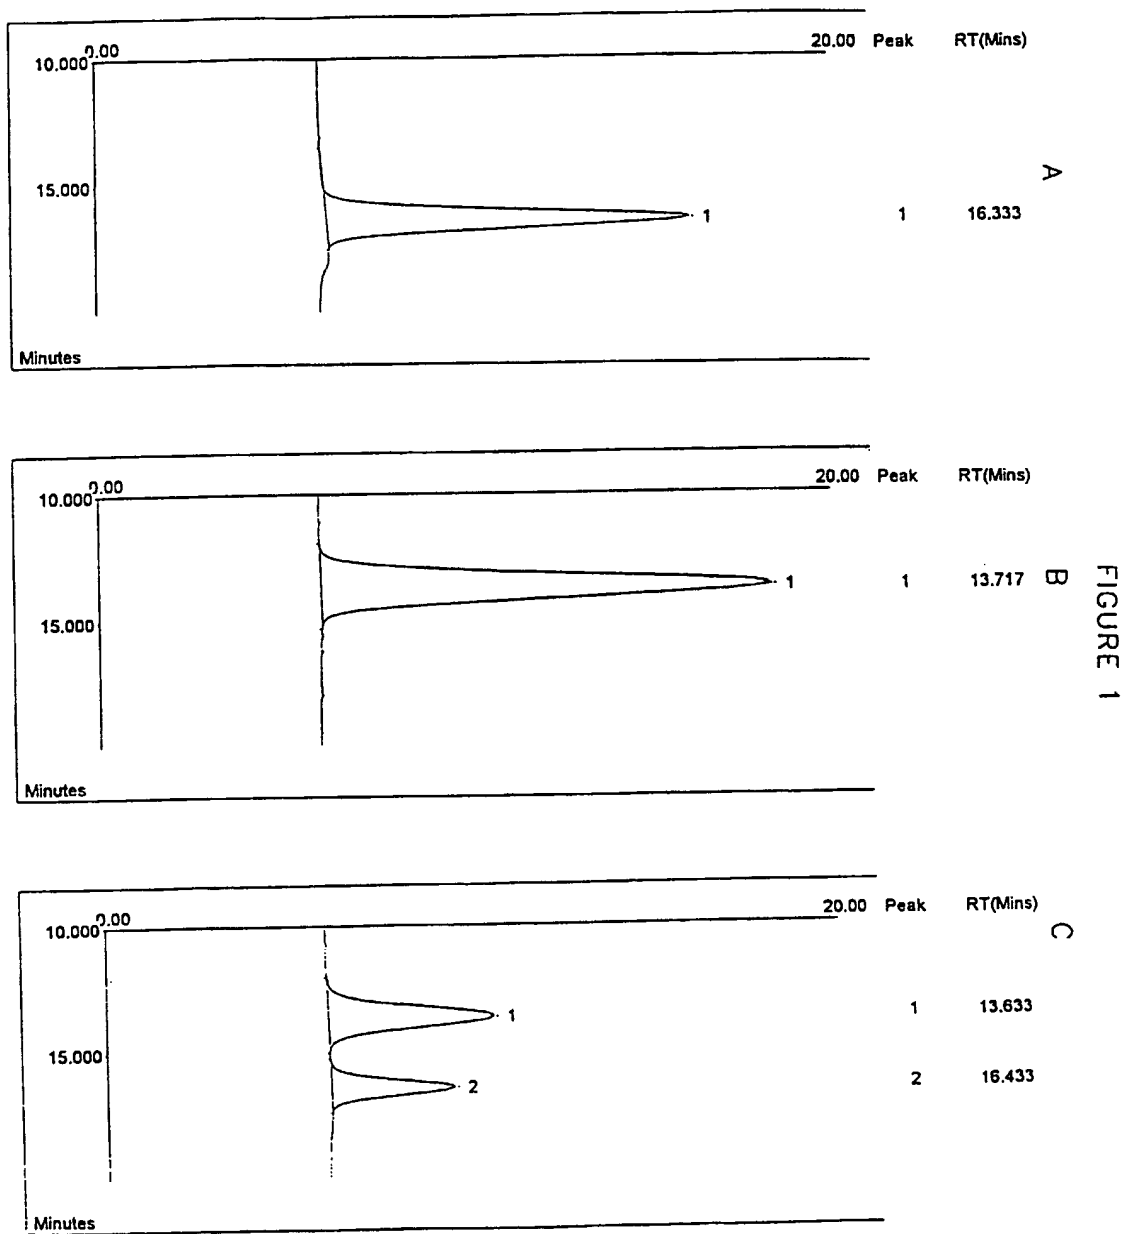 FIGURE 1
A
0.00 20.00 Peak RT(Mins)
10.000
15.000
1 1 16.333
Minutes
B
0.00 20.00 Peak RT(Mins)
10.000
1 1 13.717
15.000
Minutes
C
0.00 20.00 Peak RT(Mins)
10.000
1 1 13.633
15.000
2 2 16.433
Minutes